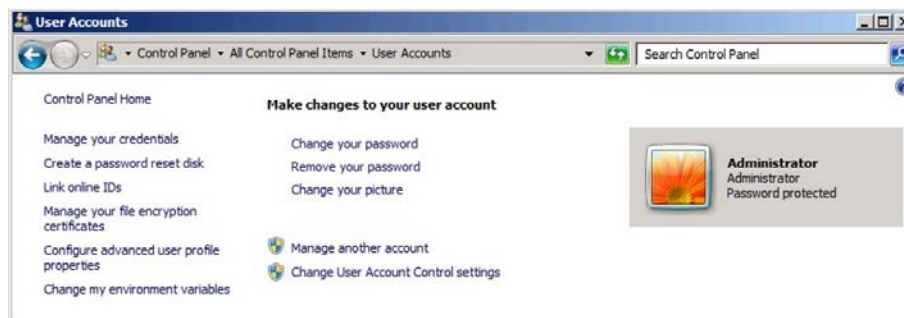 User Accounts
Control Panel All Control Panel Items User Accounts
Search Control Panel
Control Panel Home
Manage your credentials
Create a password reset disk
Link online IDs
Manage your file encryption
certificates
Configure advanced user profile
properties
Change my environment variables
Make changes to your user account
Change your password
Remove your password
Change your picture
Manage another account
Change User Account Control settings
Administrator
Administrator
Password protected